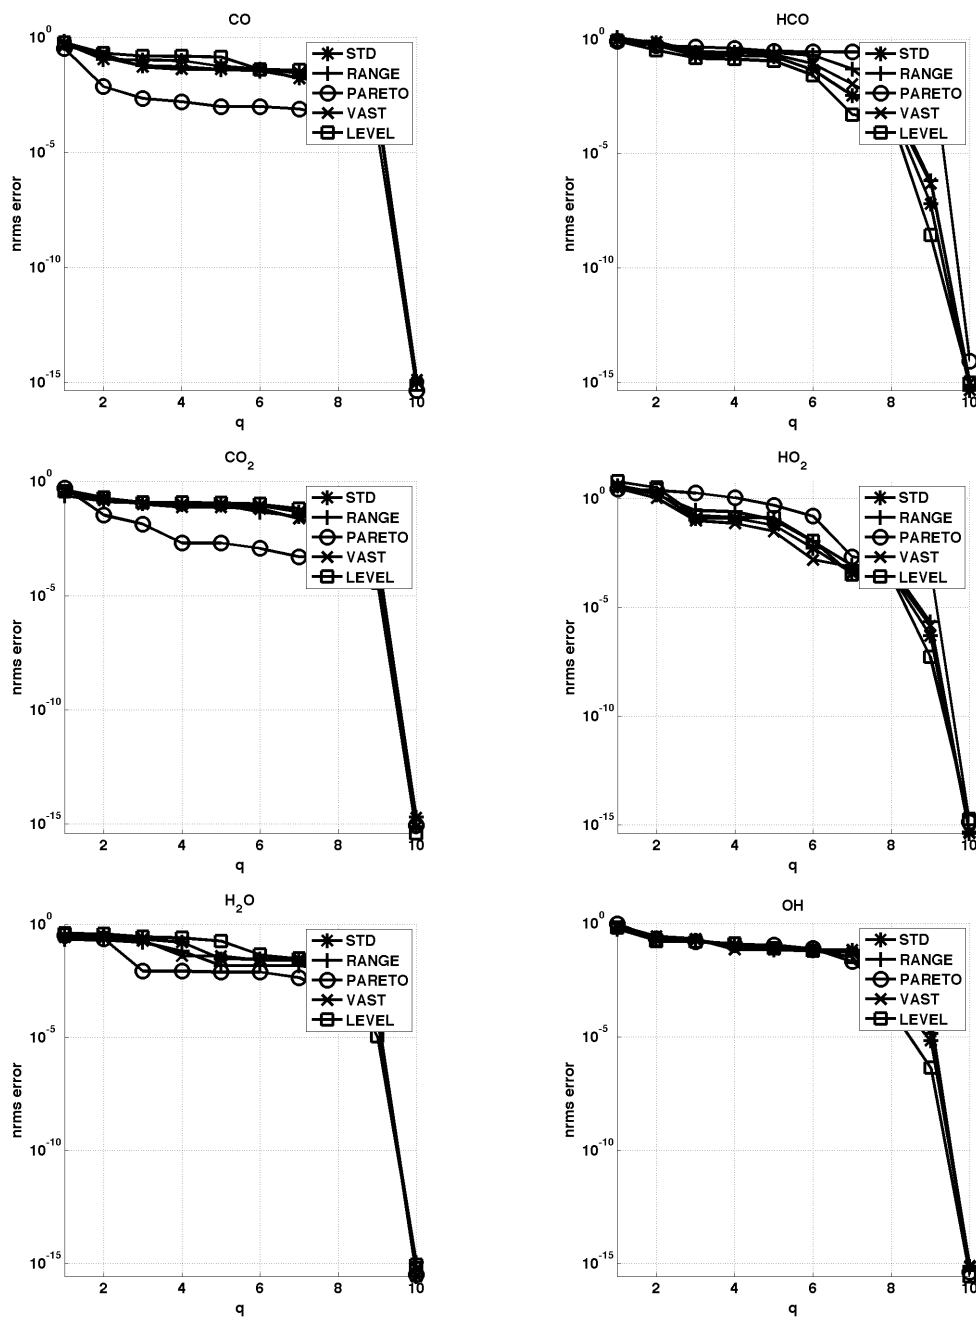 CO
10^0
10^-5
10^-10
10^-15
nrms error
2 4 6 8 10
q
STD
RANGE
PARETO
VAST
LEVEL
HCO
10^0
10^-5
10^-10
10^-15
nrms error
2 4 6 8 10
q
STD
RANGE
PARETO
VAST
LEVEL
CO_2
10^0
10^-5
10^-10
10^-15
nrms error
2 4 6 8 10
q
STD
RANGE
PARETO
VAST
LEVEL
HO_2
10^0
10^-5
10^-10
10^-15
nrms error
2 4 6 8 10
q
STD
RANGE
PARETO
VAST
LEVEL
H_2O
10^0
10^-5
10^-10
10^-15
nrms error
2 4 6 8 10
q
STD
RANGE
PARETO
VAST
LEVEL
OH
10^0
10^-5
10^-10
10^-15
nrms error
2 4 6 8 10
q
STD
RANGE
PARETO
VAST
LEVEL